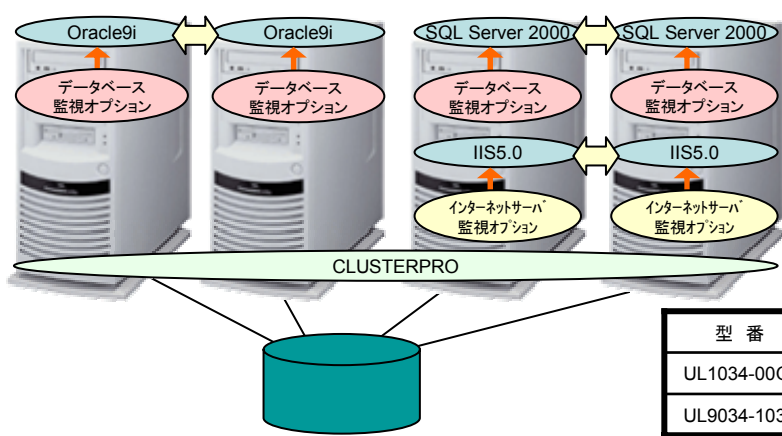 Oracle9i
Oracle9i
SQL Server 2000
SQL Server 2000
データベース
監視オプション
データベース
監視オプション
データベース
監視オプション
データベース
監視オプション
IIS5.0
IIS5.0
ｲﾝﾀｰﾈｯﾄｻｰﾊﾞ
監視ｵﾌﾟｼｮﾝ
ｲﾝﾀｰﾈｯﾄｻｰﾊﾞ
監視ｵﾌﾟｼｮﾝ
CLUSTERPRO
型 番
UL1034-00
UL9034-103